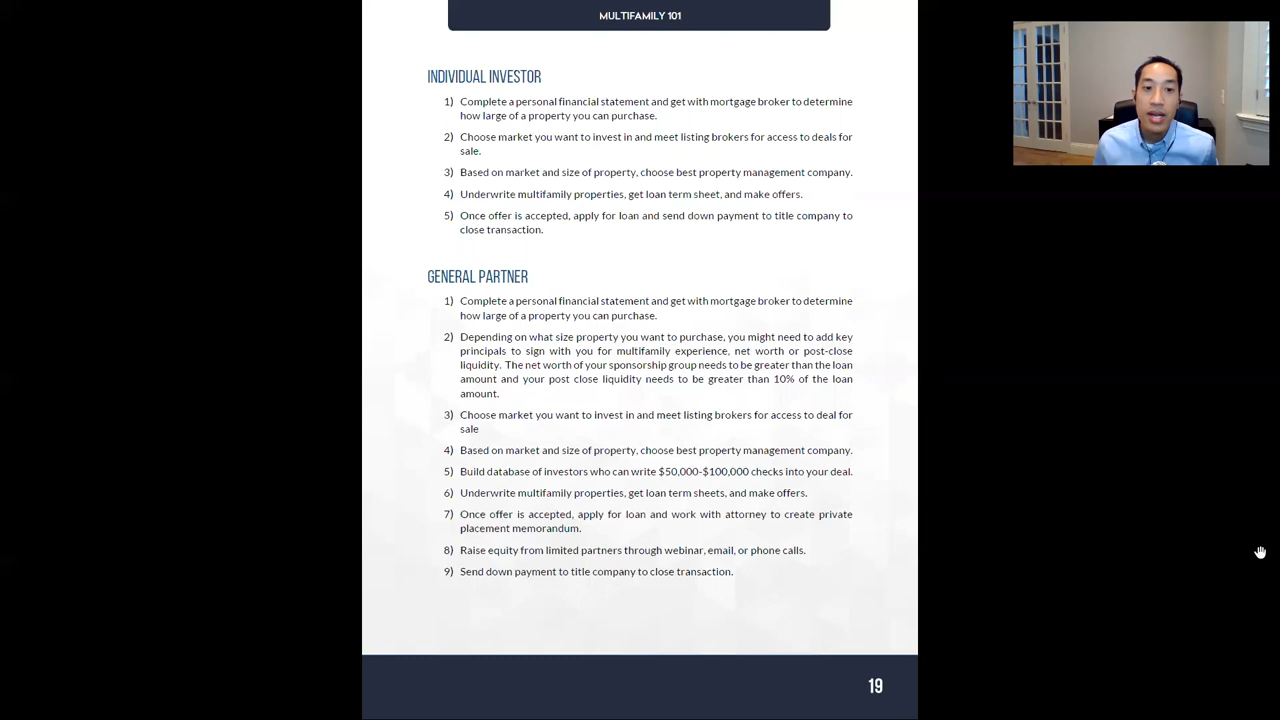 MULTIFAMILY 101
INDIVIDUAL INVESTOR
1) Complete a personal financial statement and get with mortgage broker to determine
how large of a property you can purchase.
2) Choose market you want to invest in and meet listing brokers for access to deals for
sale.
3) Based on market and size of property, choose best property management company.
4) Underwrite multifamily properties, get loan term sheet, and make offers.
5) Once offer is accepted, apply for loan and send down payment to title company to
close transaction.
GENERAL PARTNER
1) Complete a personal financial statement and get with mortgage broker to determine
how large of a property you can purchase.
2) Depending on what size property you want to purchase, you might need to add key
principals to sign with you for multifamily experience, net worth or post-close
liquidity. The net worth of your sponsorship group needs to be greater than the loan
amount and your post close liquidity needs to be greater than 10% of the loan
amount.
3) Choose market you want to invest in and meet listing brokers for access to deal for
sale
4) Based on market and size of property, choose best property management company.
5) Build database of investors who can write $50,000-$100,000 checks into your deal.
6) Underwrite multifamily properties, get loan term sheets, and make offers.
7) Once offer is accepted, apply for loan and work with attorney to create private
placement memorandum.
8) Raise equity from limited partners through webinar, email, or phone calls.
9) Send down payment to title company to close transaction.
19